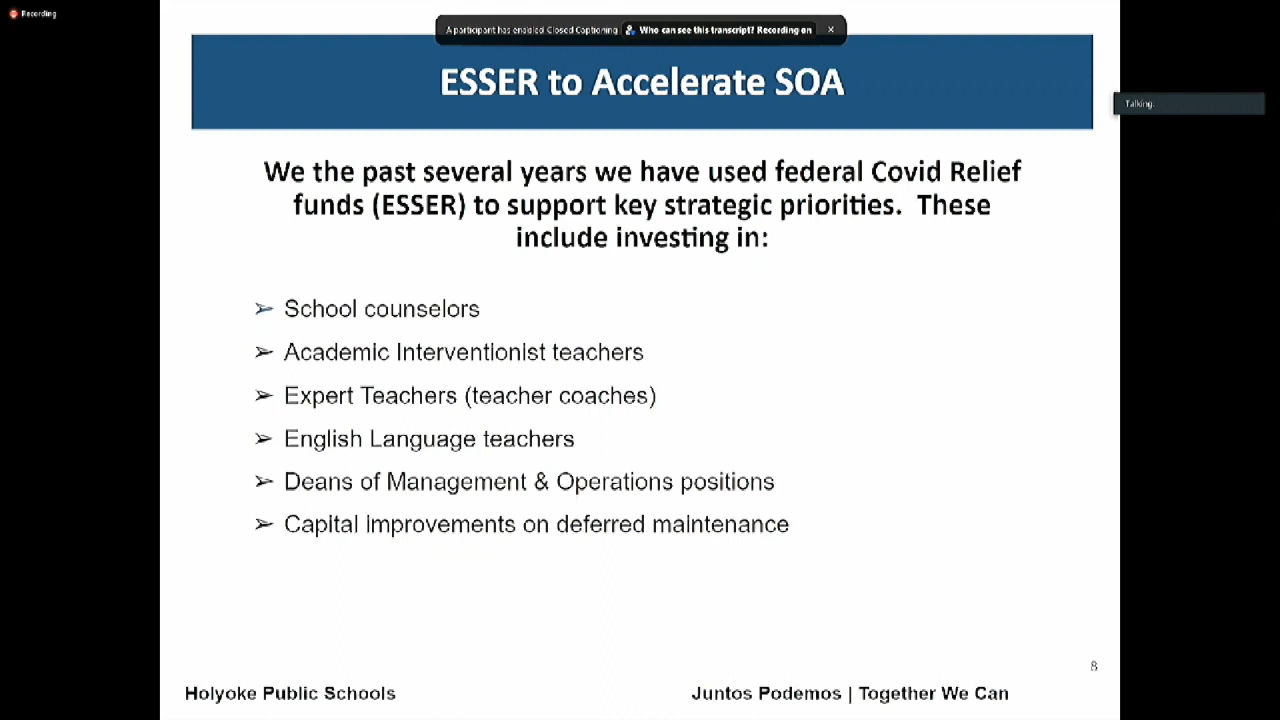 Recording
A participant has enabled Closed Captioning Who can see this transcript? Recording on
ESSER to Accelerate SOA
Talking:
We the past several years we have used federal Covid Relief
funds (ESSER) to support key strategic priorities. These
include investing in:
➢ School counselors
➢ Academic Interventionist teachers
➢ Expert Teachers (teacher coaches)
➢ English Language teachers
➢ Deans of Management & Operations positions
➢ Capital improvements on deferred maintenance
8
Holyoke Public Schools
Juntos Podemos | Together We Can